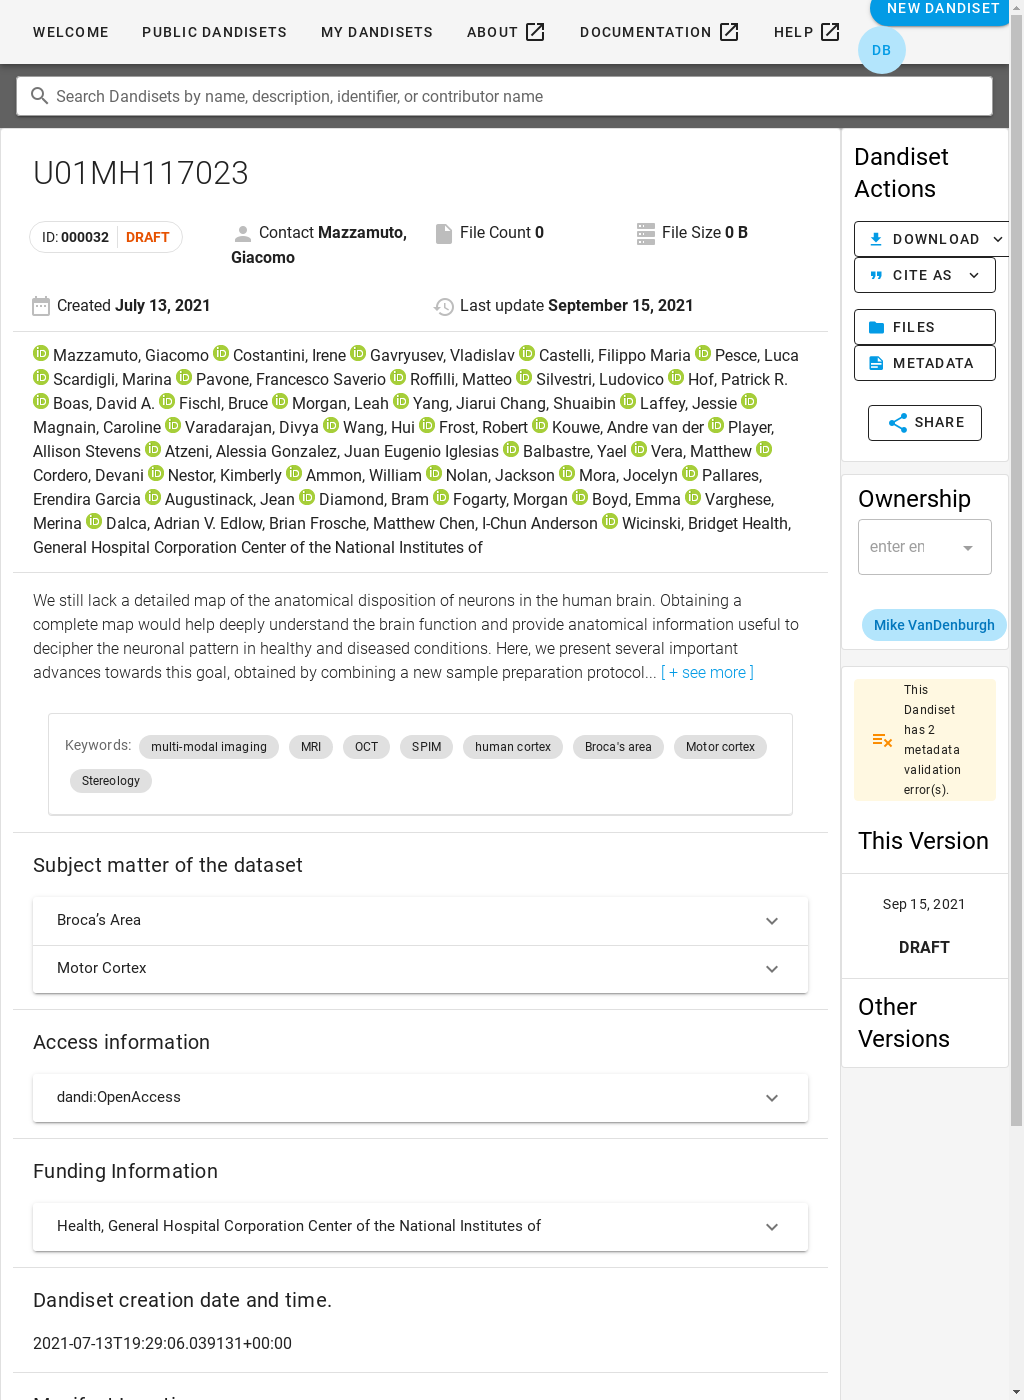 WELCOME PUBLIC DANDISETS MY DANDISETS ABOUT DOCUMENTATION HELP NEW DANDISET
DB
Search Dandisets by name, description, identifier, or contributor name
U01MH117023
ID: 000032 DRAFT
Contact Mazzamuto, Giacomo
File Count 0
File Size 0 B
Created July 13, 2021
Last update September 15, 2021
Mazzamuto, Giacomo Costantini, Irene Gavryusev, Vladislav Castelli, Filippo Maria Pesce, Luca
Scardigli, Marina Pavone, Francesco Saverio Roffilli, Matteo Silvestri, Ludovico Hof, Patrick R.
Boas, David A. Fischl, Bruce Morgan, Leah Yang, Jiarui Chang, Shuaibin Laffey, Jessie
Magnain, Caroline Varadarajan, Divya Wang, Hui Frost, Robert Kouwe, Andre van der Player,
Allison Stevens Atzeni, Alessia Gonzalez, Juan Eugenio Iglesias Balbastre, Yael Vera, Matthew
Cordero, Devani Nestor, Kimberly Ammon, William Nolan, Jackson Mora, Jocelyn Pallares,
Erendira Garcia Augustinack, Jean Diamond, Bram Fogarty, Morgan Boyd, Emma Varghese,
Merina Dalca, Adrian V. Edlow, Brian Frosche, Matthew Chen, I-Chun Anderson Wicinski, Bridget Health,
General Hospital Corporation Center of the National Institutes of
We still lack a detailed map of the anatomical disposition of neurons in the human brain. Obtaining a
complete map would help deeply understand the brain function and provide anatomical information useful to
decipher the neuronal pattern in healthy and diseased conditions. Here, we present several important
advances towards this goal, obtained by combining a new sample preparation protocol... [ + see more ]
Keywords: multi-modal imaging MRI OCT SPIM human cortex Broca's area Motor cortex
Stereology
Subject matter of the dataset
Broca’s Area
Motor Cortex
Access information
dandi:OpenAccess
Funding Information
Health, General Hospital Corporation Center of the National Institutes of
Dandiset creation date and time.
2021-07-13T19:29:06.039131+00:00
Dandiset
Actions
DOWNLOAD
CITE AS
FILES
METADATA
SHARE
Ownership
enter em
Mike VanDenburgh
This
Dandiset
has 2
metadata
validation
error(s).
This Version
Sep 15, 2021
DRAFT
Other
Versions